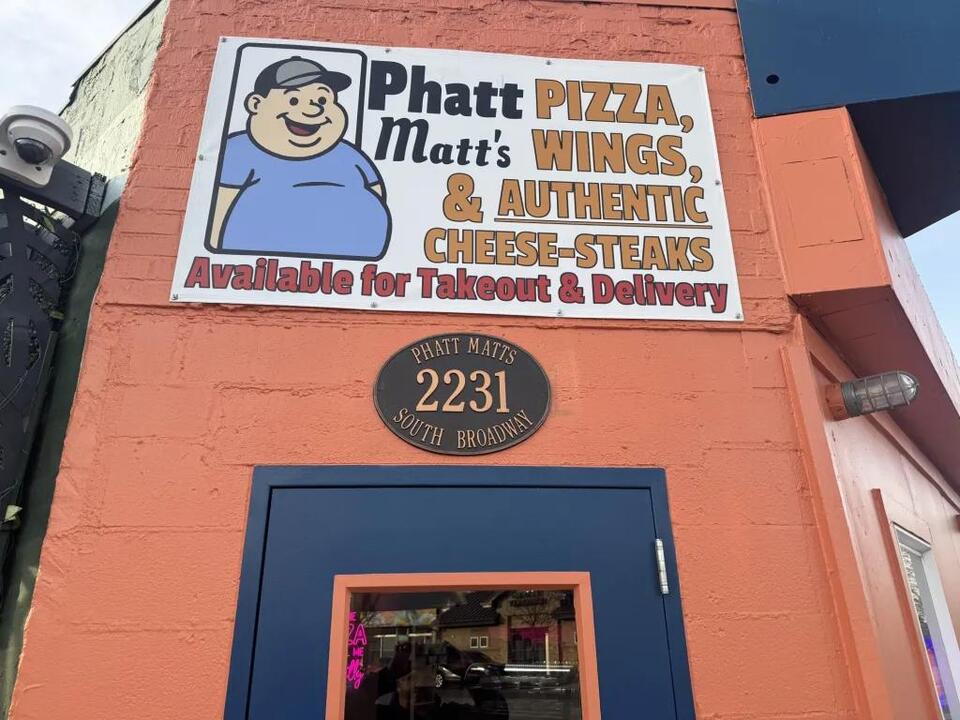 Phatt
Matt's
PIZZA,
WINGS,
& AUTHENTIC
CHEESE-STEAKS
Available for Takeout & Delivery
PHATT MATTS
2231
SOUTH BROADWAY